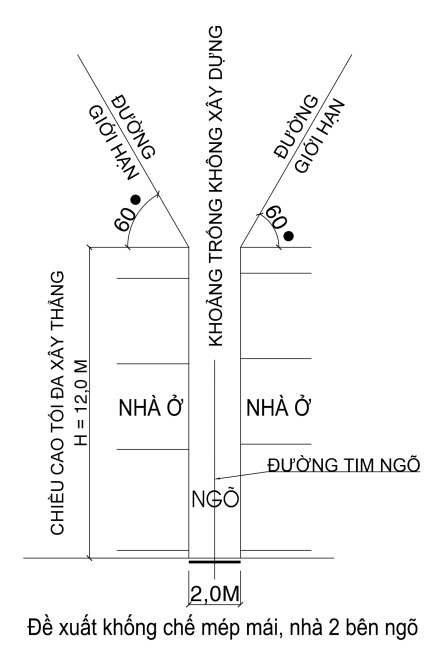 KHOẢNG TRỐNG KHÔNG XÂY DỰNG
ĐƯỜNG
GIỚI HẠN
ĐƯỜNG
GIỚI HẠN
60°
60°
CHIỀU CAO TỐI ĐA XÂY THẲNG
H = 12,0 M
NHÀ Ở
NHÀ Ở
ĐƯỜNG TIM NGÕ
NGÕ
2,0M
Đề xuất khống chế mép mái, nhà 2 bên ngõ